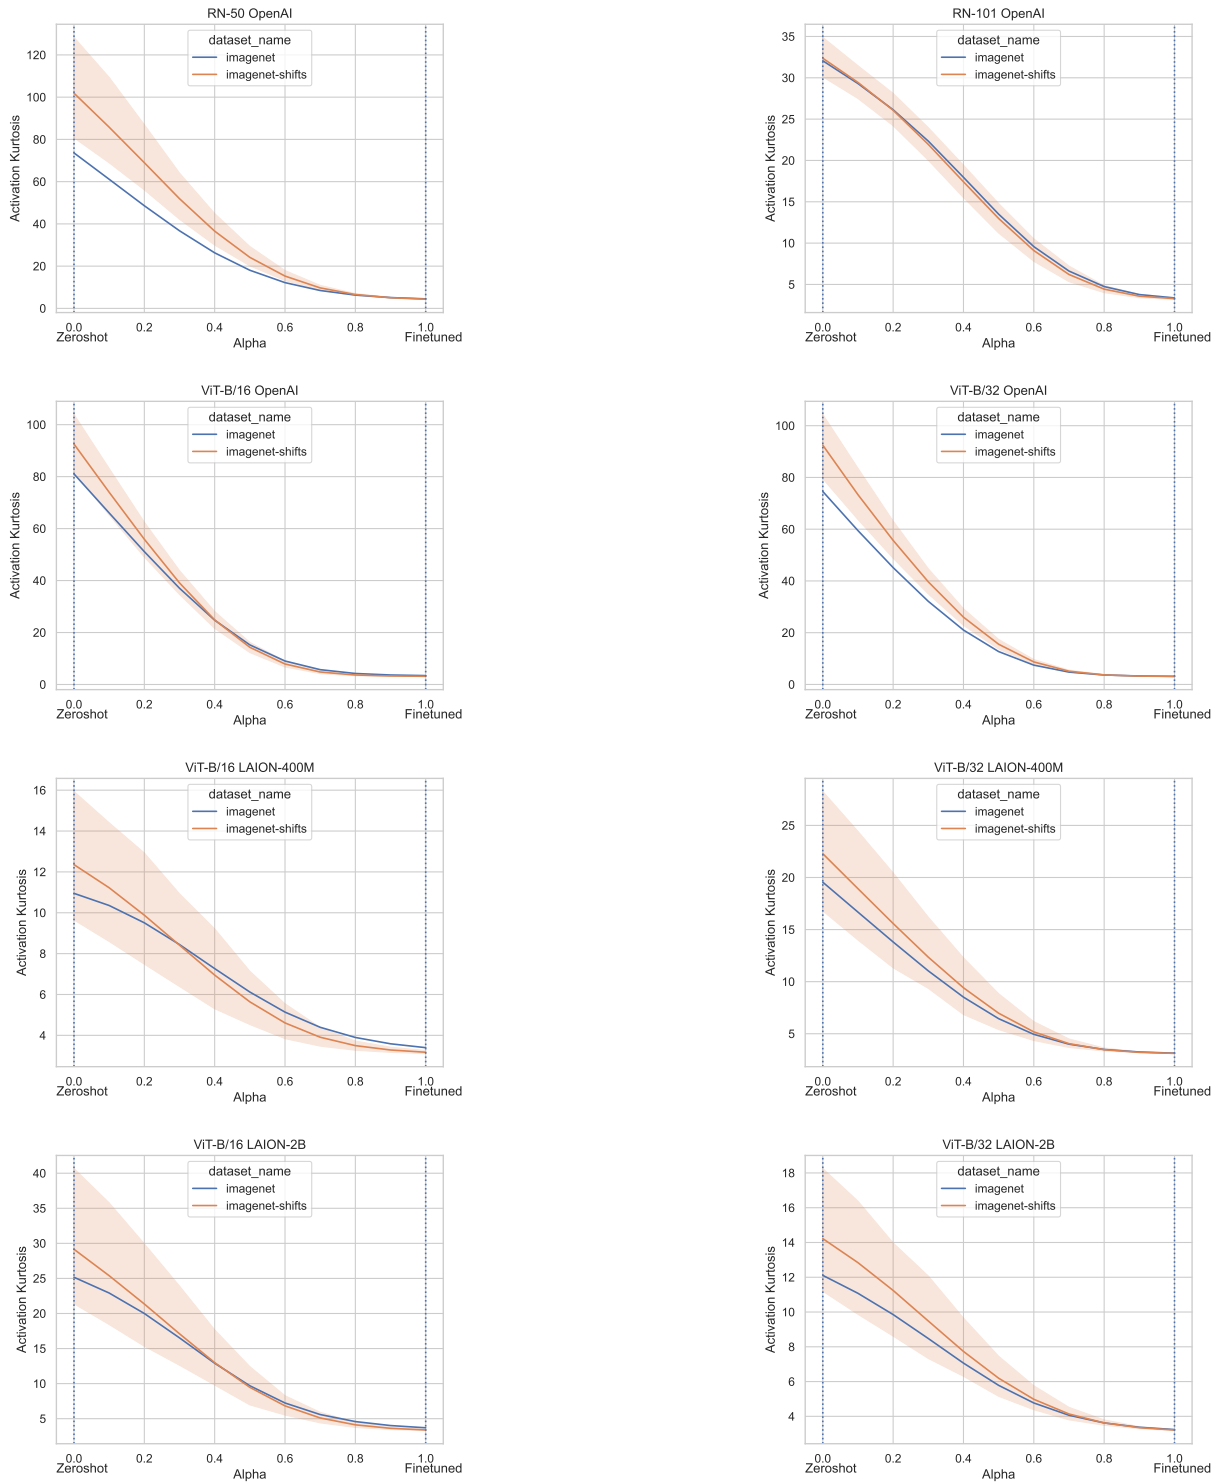 RN-50 OpenAI
dataset_name
imagenet
imagenet-shifts
Activation Kurtosis
120
100
80
60
40
20
0
0.0 0.2 0.4 0.6 0.8 1.0
Zeroshot Alpha Finetuned
RN-101 OpenAI
dataset_name
imagenet
imagenet-shifts
Activation Kurtosis
35
30
25
20
15
10
5
0.0 0.2 0.4 0.6 0.8 1.0
Zeroshot Alpha Finetuned
ViT-B/16 OpenAI
dataset_name
imagenet
imagenet-shifts
Activation Kurtosis
100
80
60
40
20
0
0.0 0.2 0.4 0.6 0.8 1.0
Zeroshot Alpha Finetuned
ViT-B/32 OpenAI
dataset_name
imagenet
imagenet-shifts
Activation Kurtosis
100
80
60
40
20
0
0.0 0.2 0.4 0.6 0.8 1.0
Zeroshot Alpha Finetuned
ViT-B/16 LAION-400M
dataset_name
imagenet
imagenet-shifts
Activation Kurtosis
16
14
12
10
8
6
4
0.0 0.2 0.4 0.6 0.8 1.0
Zeroshot Alpha Finetuned
ViT-B/32 LAION-400M
dataset_name
imagenet
imagenet-shifts
Activation Kurtosis
25
20
15
10
5
0.0 0.2 0.4 0.6 0.8 1.0
Zeroshot Alpha Finetuned
ViT-B/16 LAION-2B
dataset_name
imagenet
imagenet-shifts
Activation Kurtosis
40
35
30
25
20
15
10
5
0.0 0.2 0.4 0.6 0.8 1.0
Zeroshot Alpha Finetuned
ViT-B/32 LAION-2B
dataset_name
imagenet
imagenet-shifts
Activation Kurtosis
18
16
14
12
10
8
6
4
0.0 0.2 0.4 0.6 0.8 1.0
Zeroshot Alpha Finetuned